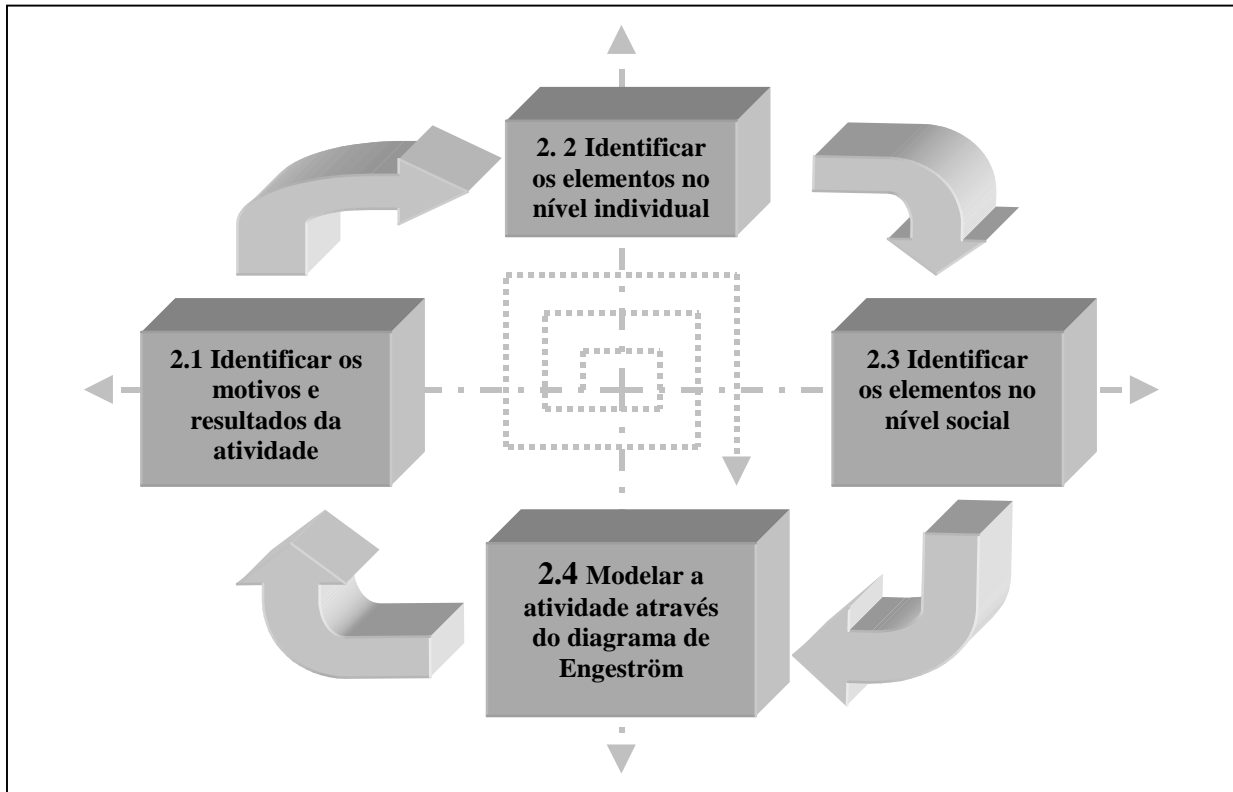 2. 2 Identificar
os elementos no
nível individual
2.1 Identificar os
motivos e
resultados da
atividade
2.3 Identificar
os elementos no
nível social
2.4 Modelar a
atividade através
do diagrama de
Engeström